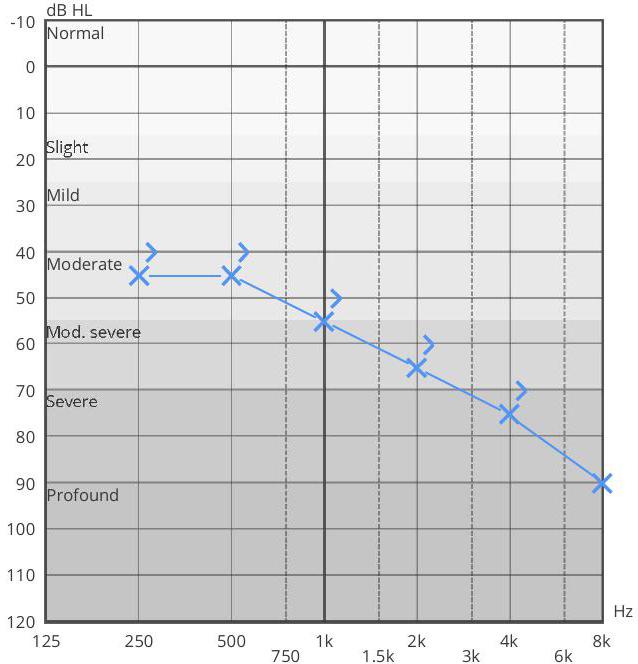 dB HL
-10
Normal
0
10
Slight
20
Mild
30
40
Moderate
50
Mod. severe
60
70
Severe
80
90
Profound
100
110
120
Hz
125 250 500 1k 2k 4k 8k
750 1.5k 3k 6k